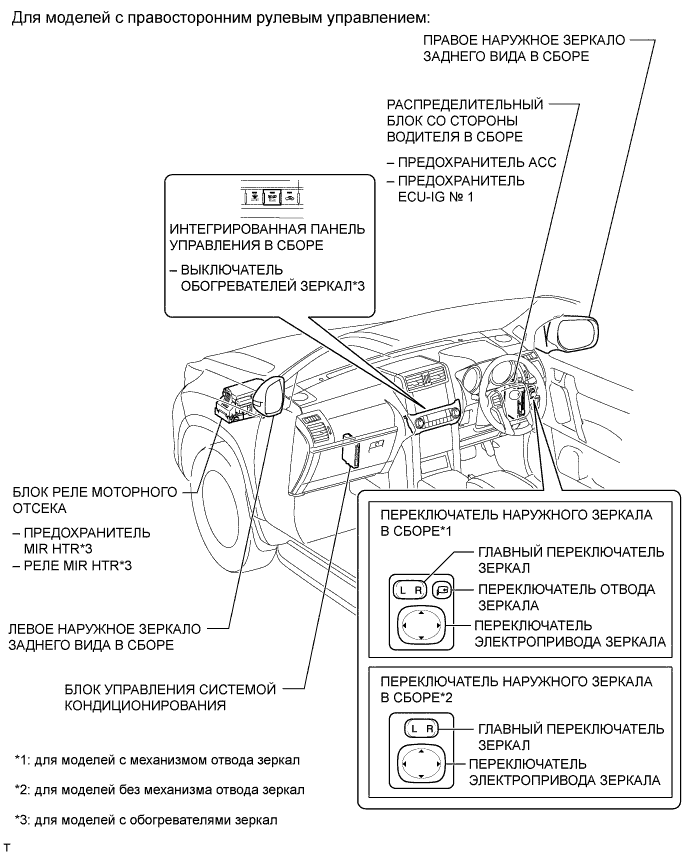 Для моделей с правосторонним рулевым управлением:
ПРАВОЕ НАРУЖНОЕ ЗЕРКАЛО
ЗАДНЕГО ВИДА В СБОРЕ
РАСПРЕДЕЛИТЕЛЬНЫЙ
БЛОК СО СТОРОНЫ
ВОДИТЕЛЯ В СБОРЕ
– ПРЕДОХРАНИТЕЛЬ ACC
– ПРЕДОХРАНИТЕЛЬ
ECU-IG № 1
ИНТЕГРИРОВАННАЯ ПАНЕЛЬ
УПРАВЛЕНИЯ В СБОРЕ
– ВЫКЛЮЧАТЕЛЬ
ОБОГРЕВАТЕЛЕЙ ЗЕРКАЛ*3
БЛОК РЕЛЕ МОТОРНОГО
ОТСЕКА
– ПРЕДОХРАНИТЕЛЬ
MIR HTR*3
– РЕЛЕ MIR HTR*3
ЛЕВОЕ НАРУЖНОЕ ЗЕРКАЛО
ЗАДНЕГО ВИДА В СБОРЕ
БЛОК УПРАВЛЕНИЯ СИСТЕМОЙ
КОНДИЦИОНИРОВАНИЯ
ПЕРЕКЛЮЧАТЕЛЬ НАРУЖНОГО ЗЕРКАЛА
В СБОРЕ*1
L R
ГЛАВНЫЙ ПЕРЕКЛЮЧАТЕЛЬ
ЗЕРКАЛ
ПЕРЕКЛЮЧАТЕЛЬ ОТВОДА
ЗЕРКАЛА
ПЕРЕКЛЮЧАТЕЛЬ
ЭЛЕКТРОПРИВОДА ЗЕРКАЛА
ПЕРЕКЛЮЧАТЕЛЬ НАРУЖНОГО ЗЕРКАЛА
В СБОРЕ*2
L R
ГЛАВНЫЙ ПЕРЕКЛЮЧАТЕЛЬ
ЗЕРКАЛ
ПЕРЕКЛЮЧАТЕЛЬ
ЭЛЕКТРОПРИВОДА ЗЕРКАЛА
*1: для моделей с механизмом отвода зеркал
*2: для моделей без механизма отвода зеркал
*3: для моделей с обогревателями зеркал
T